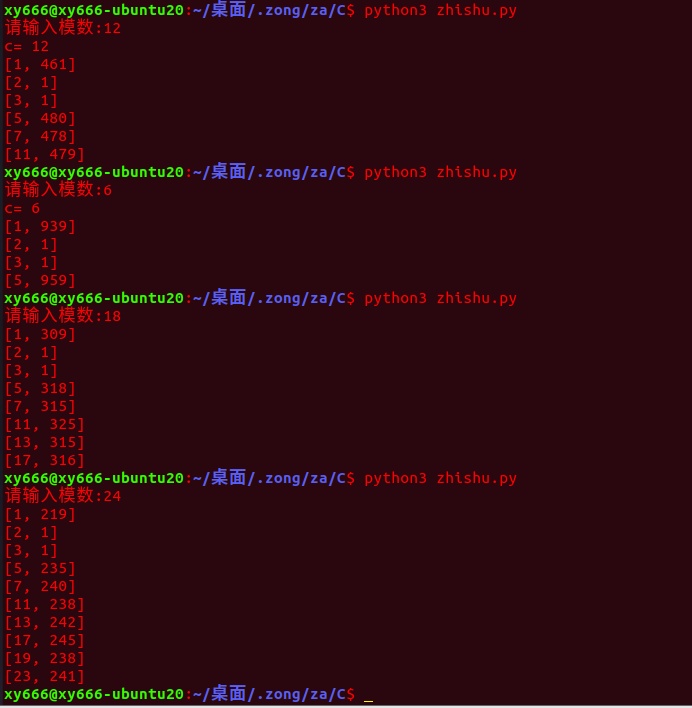 xy666@xy666-ubuntu20:~/桌面/.zong/za/C$ python3 zhishu.py
请输入模数:12
c= 12
[1, 461]
[2, 1]
[3, 1]
[5, 480]
[7, 478]
[11, 479]
xy666@xy666-ubuntu20:~/桌面/.zong/za/C$ python3 zhishu.py
请输入模数:6
c= 6
[1, 939]
[2, 1]
[3, 1]
[5, 959]
xy666@xy666-ubuntu20:~/桌面/.zong/za/C$ python3 zhishu.py
请输入模数:18
[1, 309]
[2, 1]
[3, 1]
[5, 318]
[7, 315]
[11, 325]
[13, 315]
[17, 316]
xy666@xy666-ubuntu20:~/桌面/.zong/za/C$ python3 zhishu.py
请输入模数:24
[1, 219]
[2, 1]
[3, 1]
[5, 235]
[7, 240]
[11, 238]
[13, 242]
[17, 245]
[19, 238]
[23, 241]
xy666@xy666-ubuntu20:~/桌面/.zong/za/C$ _